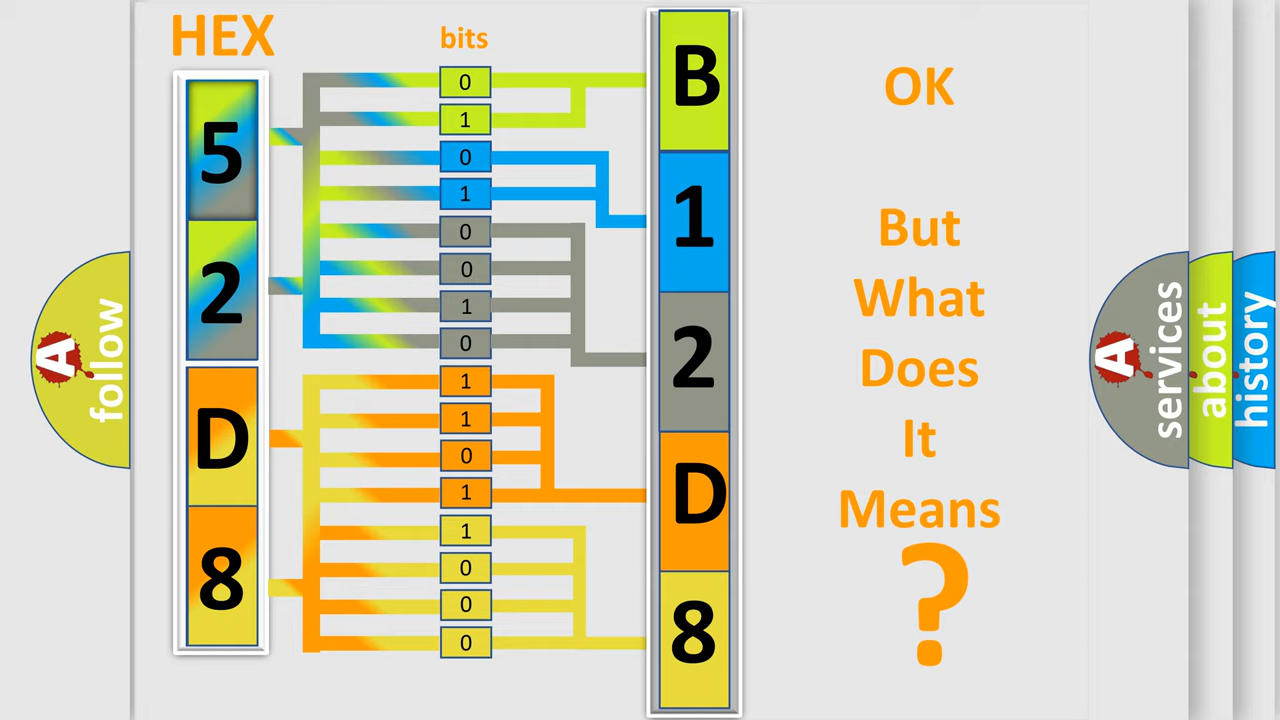 HEX
bits
5
2
D
8
0
1
0
1
0
0
1
0
1
1
0
1
1
0
0
0
B
1
2
D
8
OK
But
What
Does
It
Means
?
A
follow
A
services
about
history